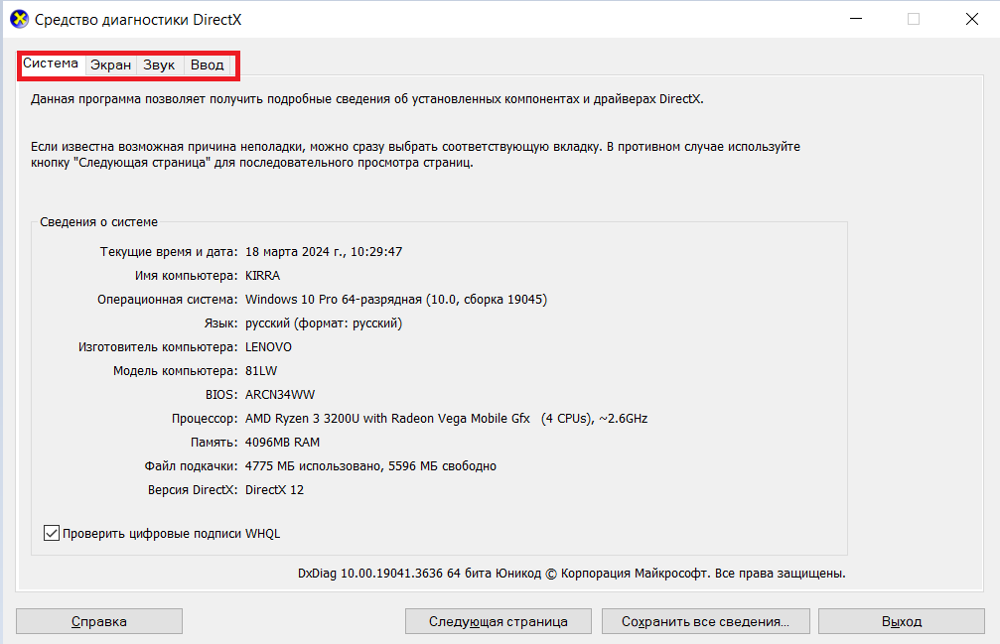 Средство диагностики DirectX
Система Экран Звук Ввод
Данная программа позволяет получить подробные сведения об установленных компонентах и драйверах DirectX.
Если известна возможная причина неполадки, можно сразу выбрать соответствующую вкладку. В противном случае используйте
кнопку "Следующая страница" для последовательного просмотра страниц.
Сведения о системе
Текущие время и дата: 18 марта 2024 г., 10:29:47
Имя компьютера: KIRRA
Операционная система: Windows 10 Pro 64-разрядная (10.0, сборка 19045)
Язык: русский (формат: русский)
Изготовитель компьютера: LENOVO
Модель компьютера: 81LW
BIOS: ARCN34WW
Процессор: AMD Ryzen 3 3200U with Radeon Vega Mobile Gfx (4 CPUs), ~2.6GHz
Память: 4096MB RAM
Файл подкачки: 4775 МБ использовано, 5596 МБ свободно
Версия DirectX: DirectX 12
Проверить цифровые подписи WHQL
DxDiag 10.00.19041.3636 64 бита Юникод © Корпорация Майкрософт. Все права защищены.
Справка Следующая страница Сохранить все сведения... Выход